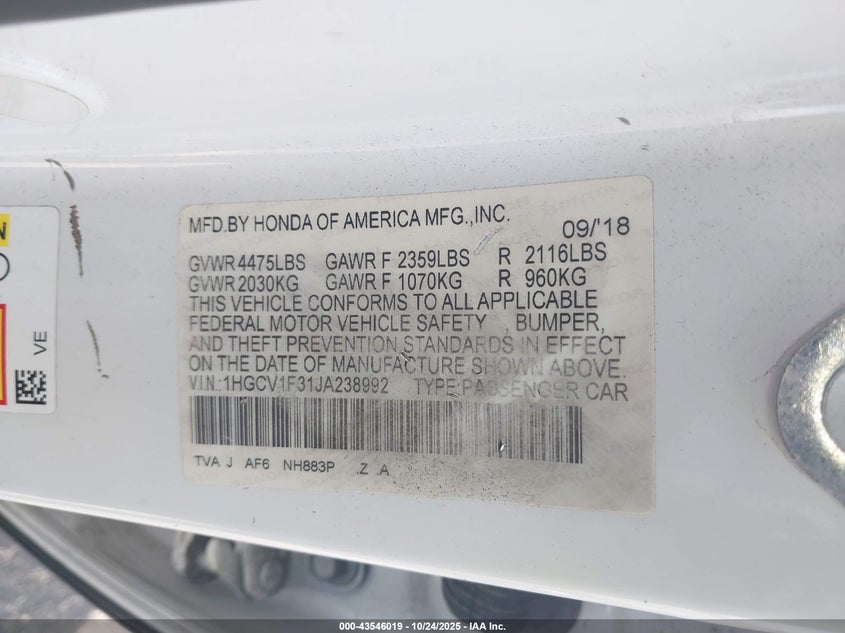 MFD.BY HONDA OF AMERICA MFG.,INC. 09/'18
GVWR 4475LBS GAWR F 2359LBS R 2116LBS
GVWR 2030KG GAWR F 1070KG R 960KG
THIS VEHICLE CONFORMS TO ALL APPLICABLE
FEDERAL MOTOR VEHICLE SAFETY , BUMPER,
AND THEFT PREVENTION STANDARDS IN EFFECT
ON THE DATE OF MANUFACTURE SHOWN ABOVE.
V.I.N.:1HGCV1F31JA238992 TYPE:PASSENGER CAR
TVA J AF6 NH883P .Z .A
N
VE
000-43546019 - 10/24/2025 - IAA Inc.